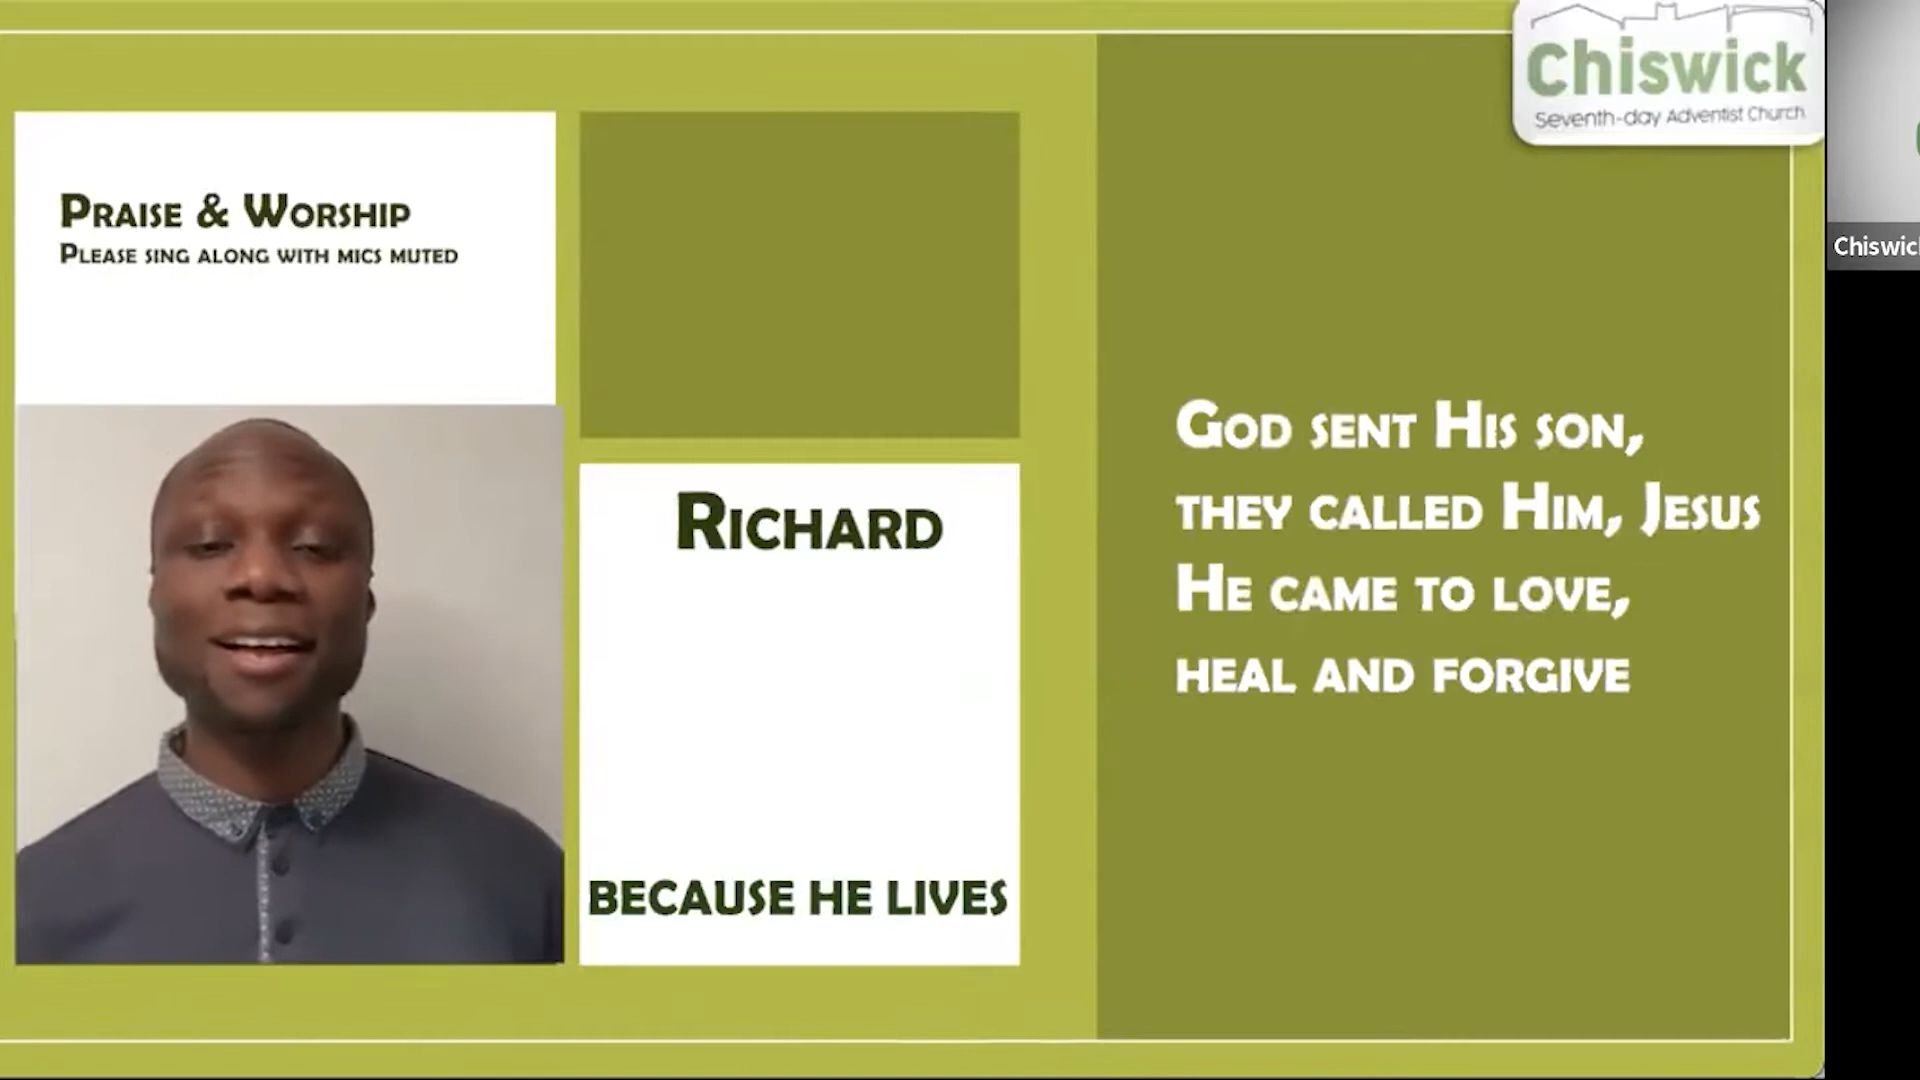 Chiswick
Seventh-day Adventist Church
PRAISE & WORSHIP
PLEASE SING ALONG WITH MICS MUTED
RICHARD
BECAUSE HE LIVES
GOD SENT HIS SON,
THEY CALLED HIM, JESUS
HE CAME TO LOVE,
HEAL AND FORGIVE